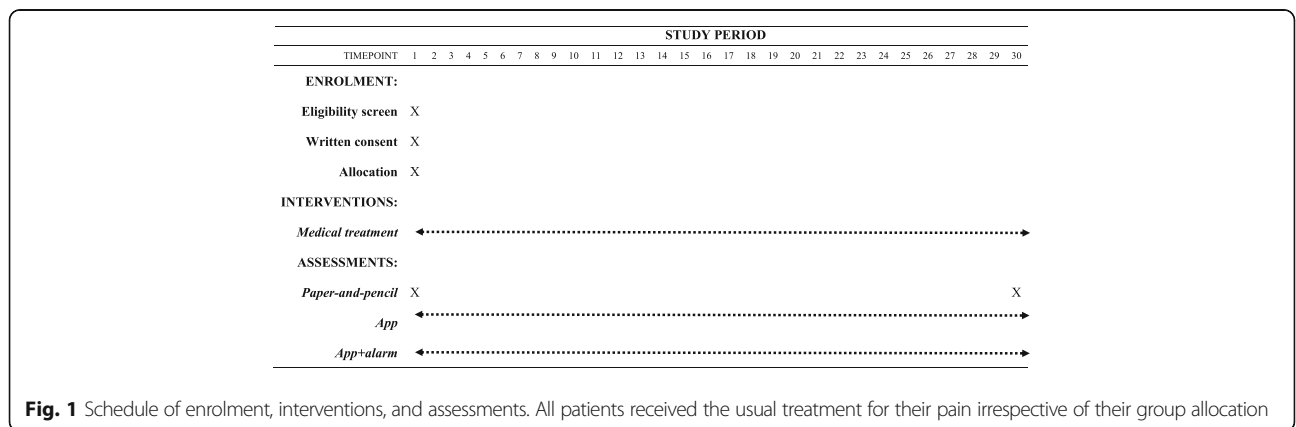 STUDY PERIOD
TIMEPOINT 1 2 3 4 5 6 7 8 9 10 11 12 13 14 15 16 17 18 19 20 21 22 23 24 25 26 27 28 29 30
ENROLMENT:
Eligibility screen X
Written consent X
Allocation X
INTERVENTIONS:
Medical treatment
ASSESSMENTS:
Paper-and-pencil X X
App
App+alarm
Fig. 1 Schedule of enrolment, interventions, and assessments. All patients received the usual treatment for their pain irrespective of their group allocation